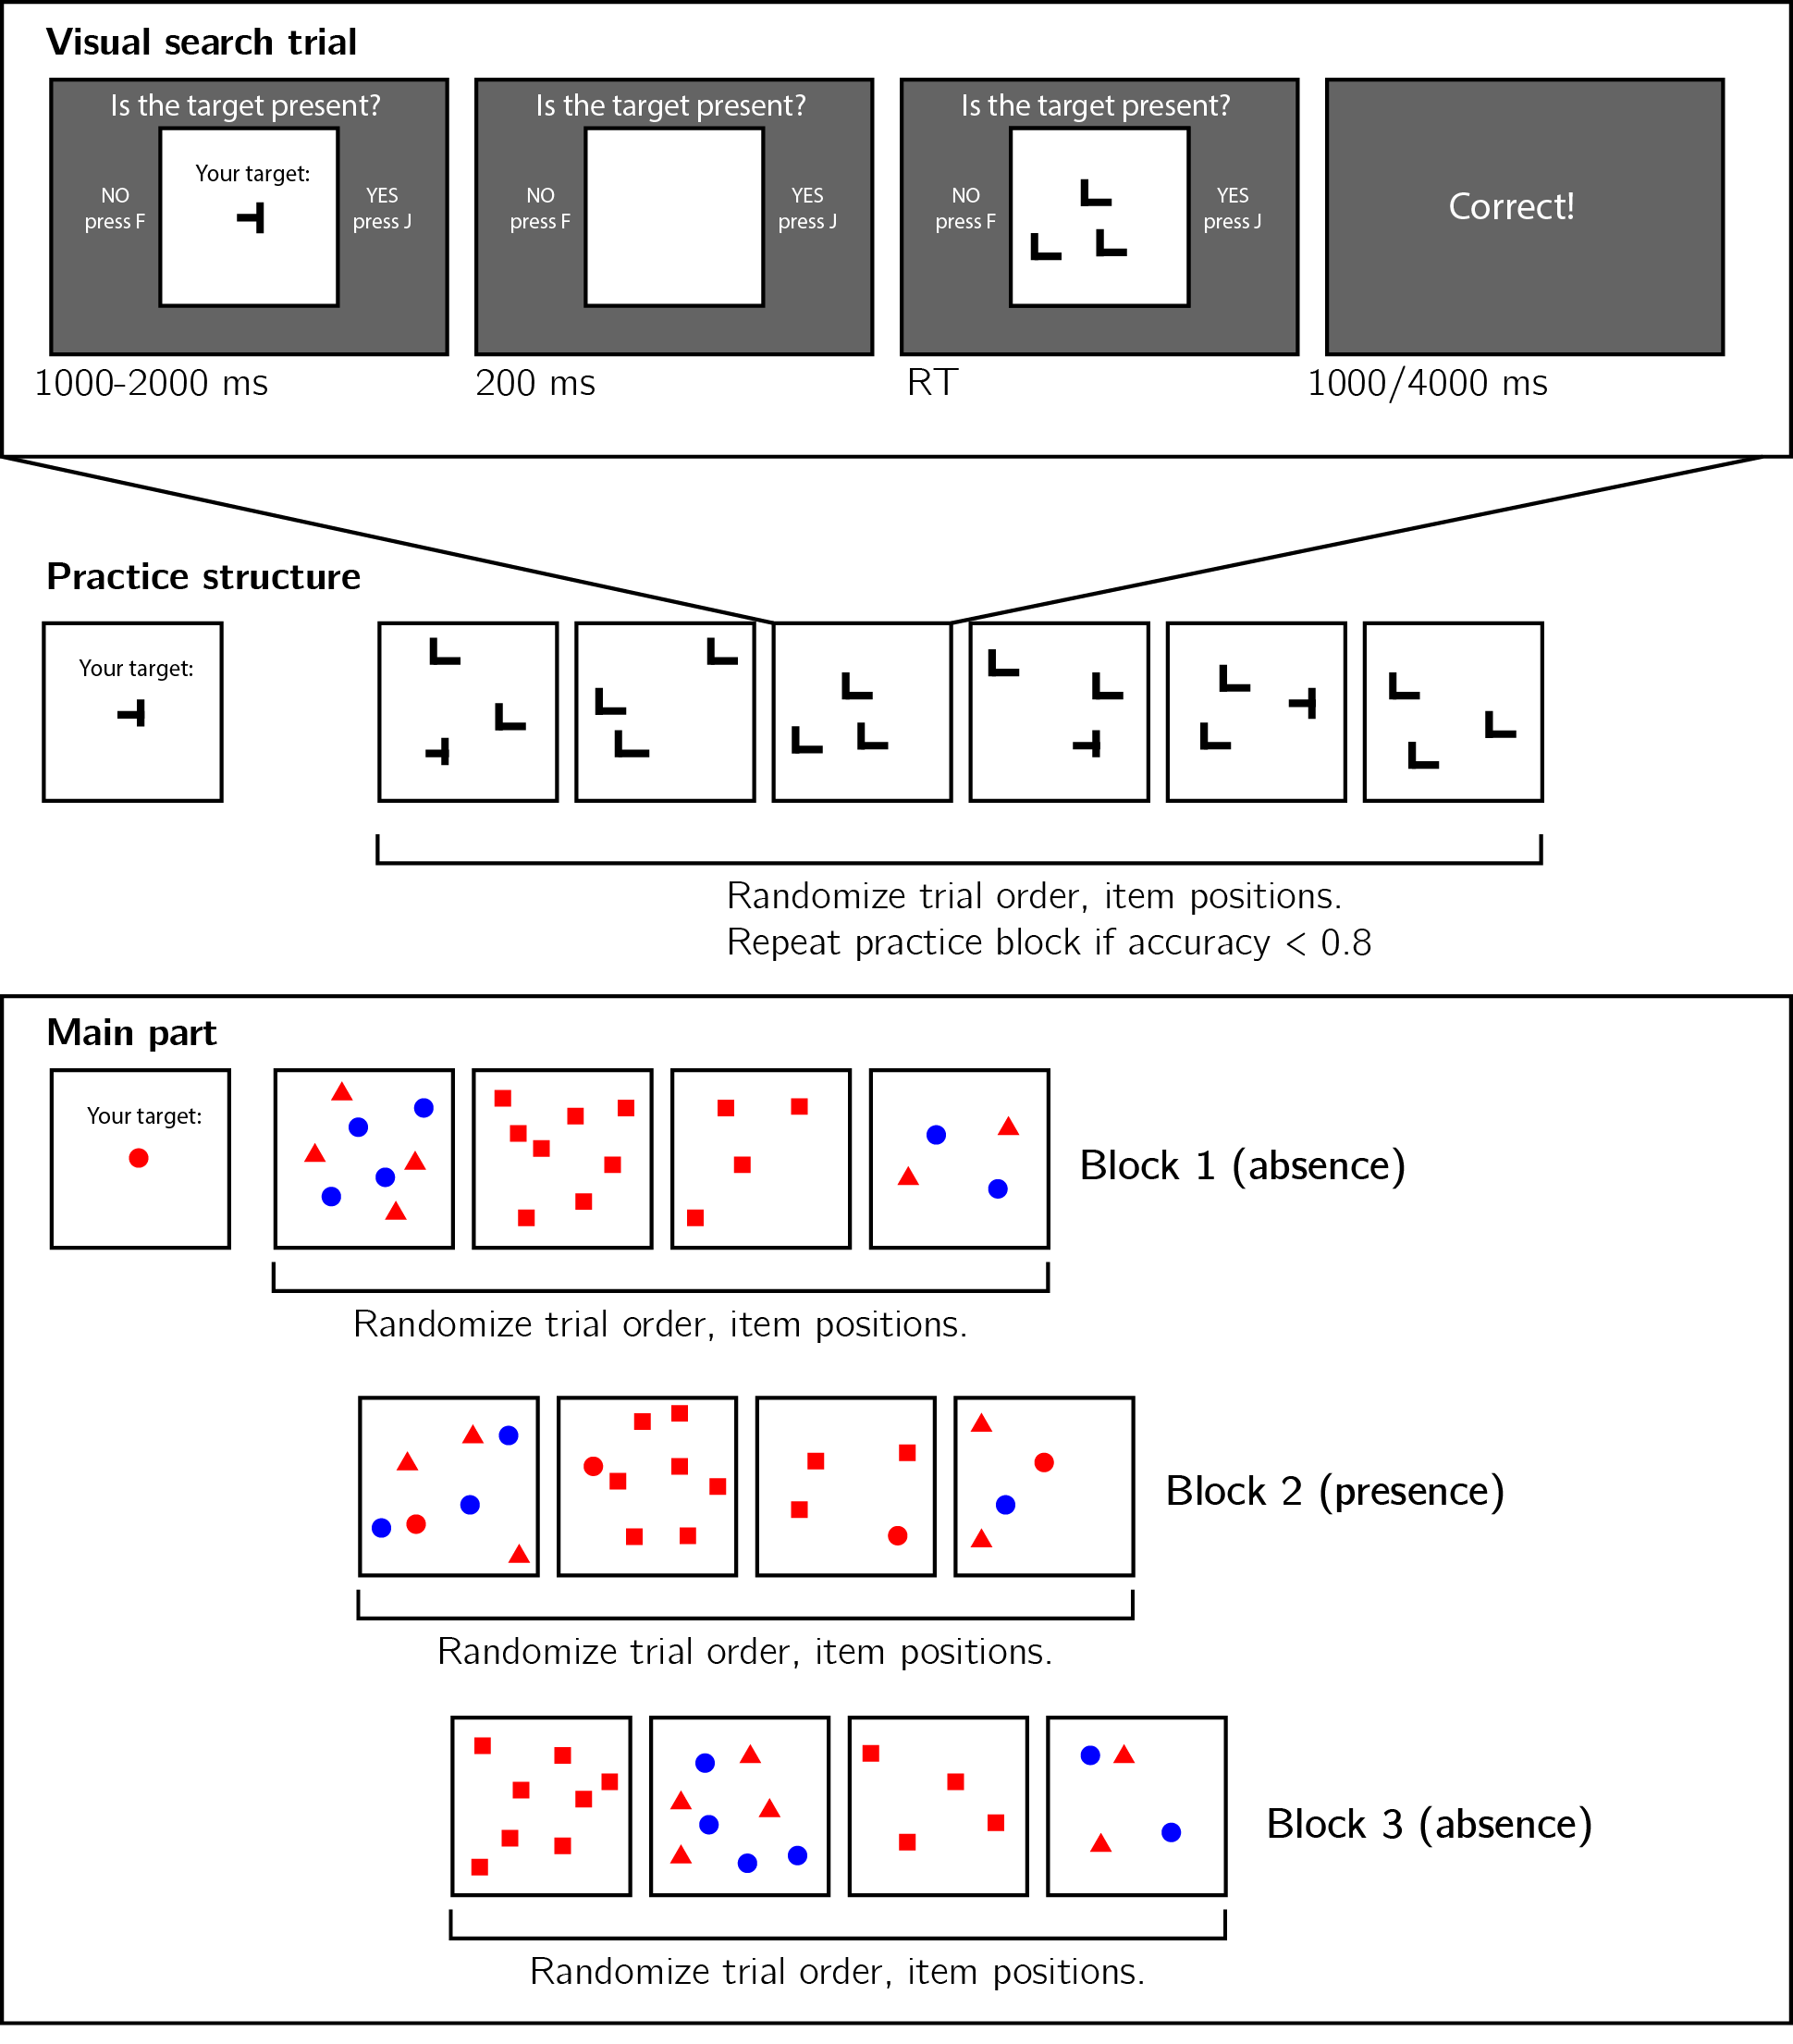 Visual search trial
Is the target present?
Your target:
NO
press F
YES
press J
1000-2000 ms
Is the target present?
NO
press F
YES
press J
200 ms
Is the target present?
NO
press F
YES
press J
RT
Correct!
1000/4000 ms
Practice structure
Your target:
Randomize trial order, item positions.
Repeat practice block if accuracy < 0.8
Main part
Your target:
Block 1 (absence)
Randomize trial order, item positions.
Block 2 (presence)
Randomize trial order, item positions.
Block 3 (absence)
Randomize trial order, item positions.